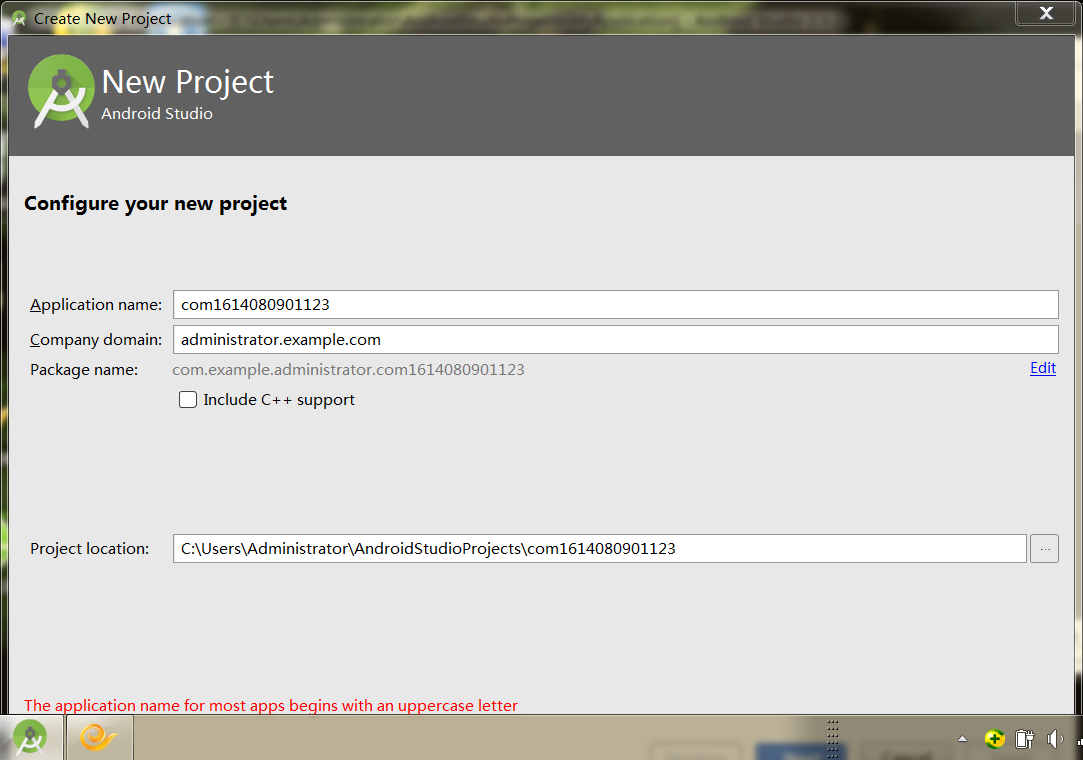 Create New Project
New Project
Android Studio
Configure your new project
Application name: com1614080901123
Company domain: administrator.example.com
Package name: com.example.administrator.com1614080901123 Edit
Include C++ support
Project location: C:\Users\Administrator\AndroidStudioProjects\com1614080901123 ...
The application name for most apps begins with an uppercase letter